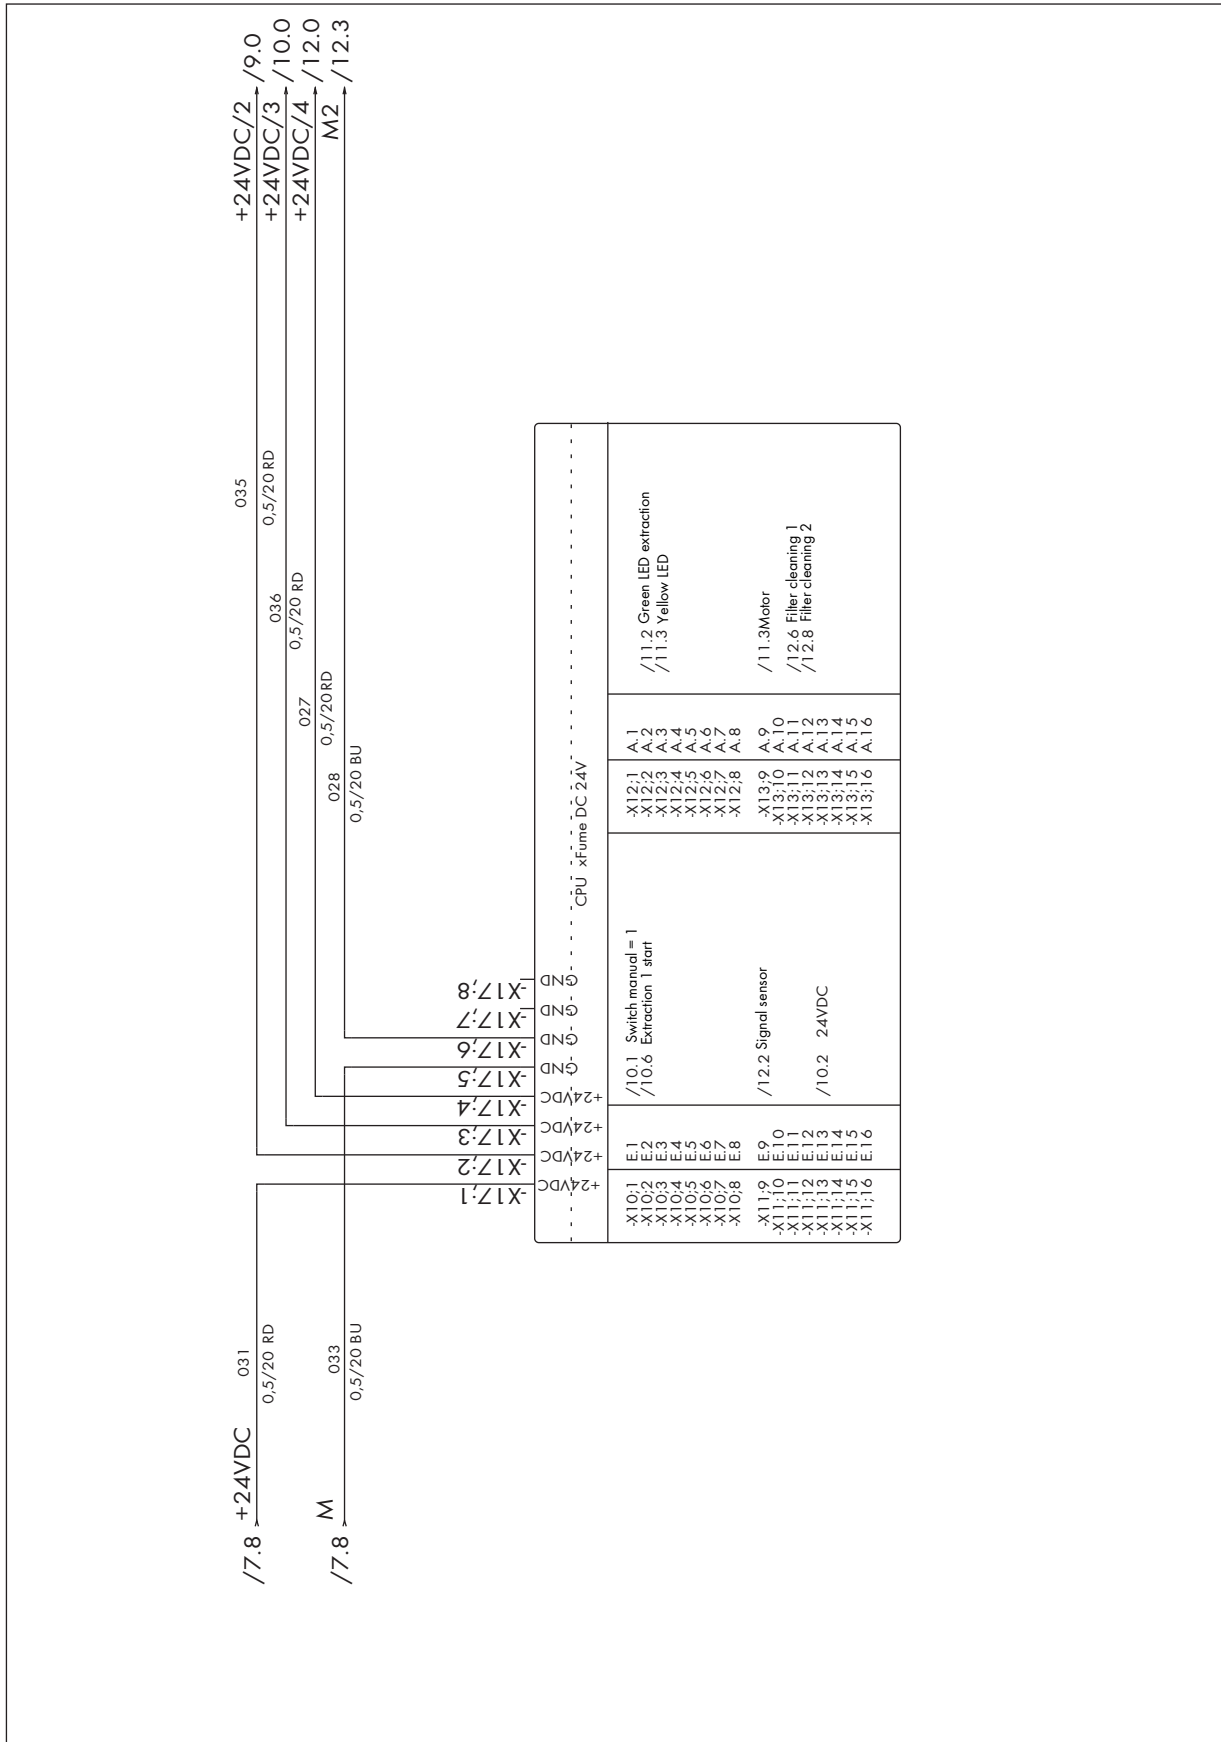 /7.8 +24VDC
031
0,5/20 RD
/7.8 M
033
0,5/20 BU
035
0,5/20 RD
+24VDC/2 /9.0
036
0,5/20 RD
+24VDC/3 /10.0
027
0,5/20 RD
+24VDC/4 /12.0
028
0,5/20 BU
M2 /12.3
-X17;1
-X17;2
-X17;3
-X17;4
-X17;5
-X17;6
-X17;7
-X17;8
+24VDC
+24VDC
+24VDC
+24VDC
GND
GND
GND
GND
CPU xFume DC 24V
-X10;1 E.1 /10.1 Switch manual = 1
-X10;2 E.2 /10.6 Extraction 1 start
-X10;3 E.3
-X10;4 E.4
-X10;5 E.5
-X10;6 E.6
-X10;7 E.7
-X10;8 E.8
-X11;9 E.9 /12.2 Signal sensor
-X11;10 E.10
-X11;11 E.11
-X11;12 E.12
-X11;13 E.13 /10.2 24VDC
-X11;14 E.14
-X11;15 E.15
-X11;16 E.16
-X12;1 A.1
-X12;2 A.2 /11.2 Green LED extraction
-X12;3 A.3 /11.3 Yellow LED
-X12;4 A.4
-X12;5 A.5
-X12;6 A.6
-X12;7 A.7
-X12;8 A.8
-X13;9 A.9 /11.3Motor
-X13;10 A.10
-X13;11 A.11 /12.6 Filter cleaning 1
-X13;12 A.12 /12.8 Filter cleaning 2
-X13;13 A.13
-X13;14 A.14
-X13;15 A.15
-X13;16 A.16